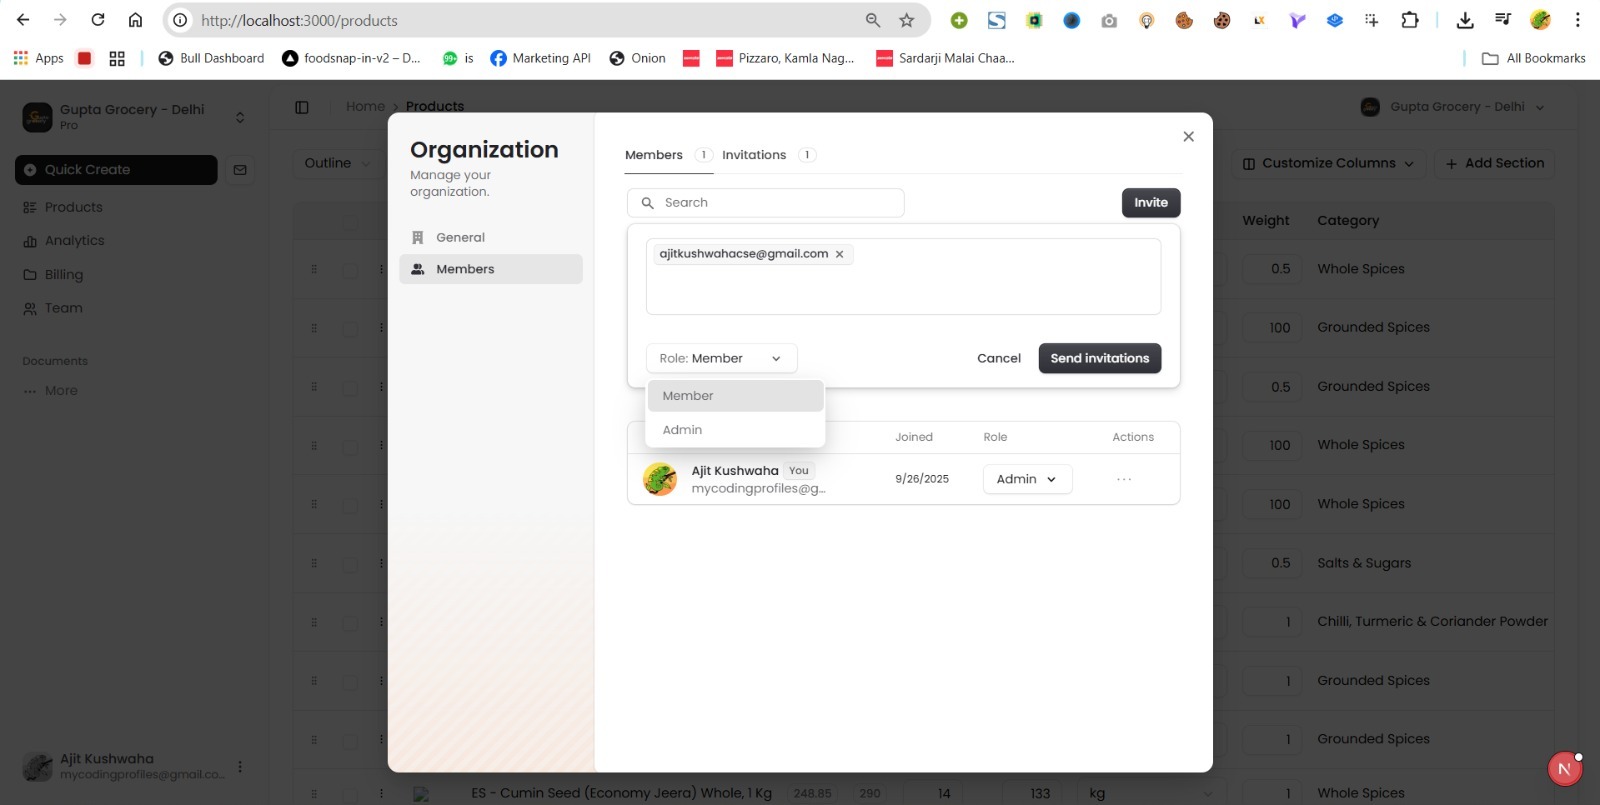 http://localhost:3000/products
Apps
Bull Dashboard
foodsnap-in-v2 – D...
99+
is
Marketing API
Onion
Pizzaro, Kamla Nag...
Sardarji Malai Chaa...
All Bookmarks
Gupta Grocery - Delhi
Pro
Home > Products
Gupta Grocery - Delhi
Quick Create
Products
Analytics
Billing
Team
Documents
More
Outline
Customize Columns
Add Section
Organization
Manage your
organization.
General
Members
Members 1 Invitations 1
Search
Invite
ajitkushwahacse@gmail.com
Role: Member
Cancel
Send invitations
Member
Admin
Joined Role Actions
Ajit Kushwaha You
mycodingprofiles@g...
9/26/2025
Admin
Weight Category
0.5 Whole Spices
100 Grounded Spices
0.5 Grounded Spices
100 Whole Spices
100 Whole Spices
0.5 Salts & Sugars
1 Chilli, Turmeric & Coriander Powder
1 Grounded Spices
1 Grounded Spices
ES - Cumin Seed (Economy Jeera) Whole, 1 Kg 248.85 290 14 133 kg 1 Whole Spices
Ajit Kushwaha
mycodingprofiles@gmail.co...
N